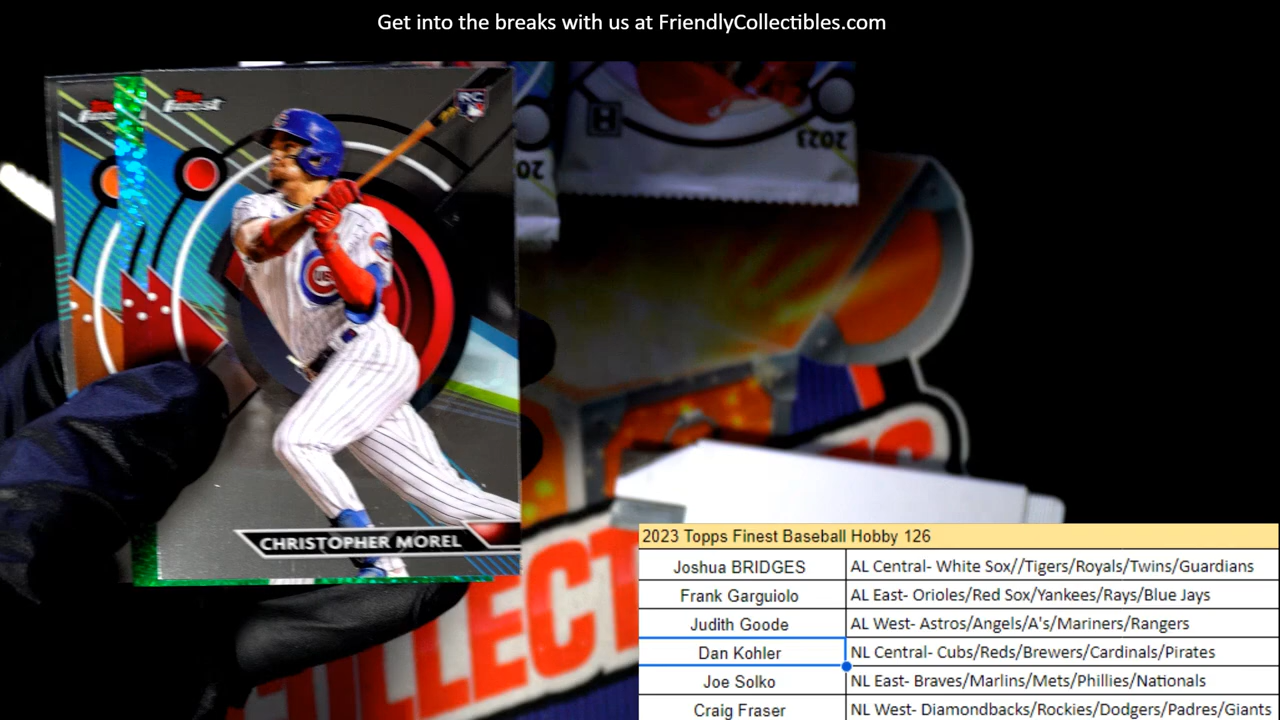 Get into the breaks with us at FriendlyCollectibles.com
Topps
finest
RC
2023
H
20
CUBS
CHRISTOPHER MOREL
LLECT
2023 Topps Finest Baseball Hobby 126
Joshua BRIDGES AL Central- White Sox//Tigers/Royals/Twins/Guardians
Frank Garguiolo AL East- Orioles/Red Sox/Yankees/Rays/Blue Jays
Judith Goode AL West- Astros/Angels/A's/Mariners/Rangers
Dan Kohler NL Central- Cubs/Reds/Brewers/Cardinals/Pirates
Joe Solko NL East- Braves/Marlins/Mets/Phillies/Nationals
Craig Fraser NL West- Diamondbacks/Rockies/Dodgers/Padres/Giants